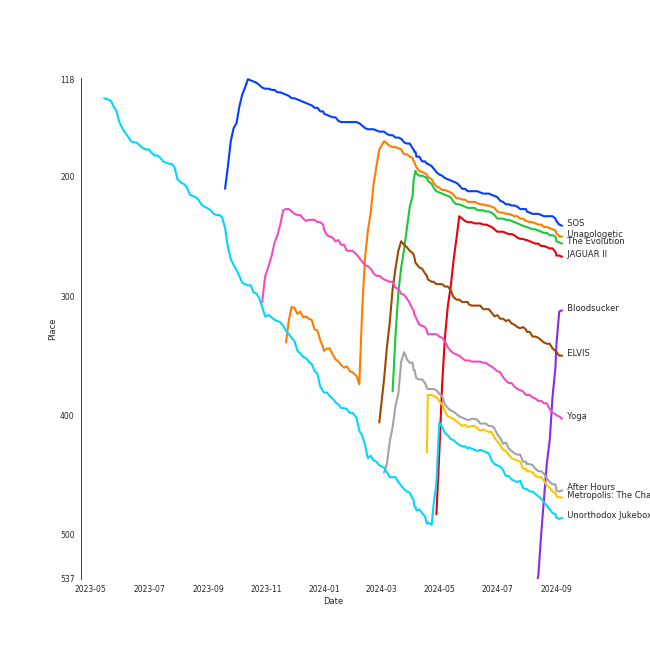 118
200
300
400
500
537
Place
2023-05
2023-07
2023-09
2023-11
2024-01
2024-03
2024-05
2024-07
2024-09
Date
SOS
Unapologetic
The Evolution
JAGUAR II
Bloodsucker
ELVIS
Yoga
After Hours
Metropolis: The Cha
Unorthodox Jukebox